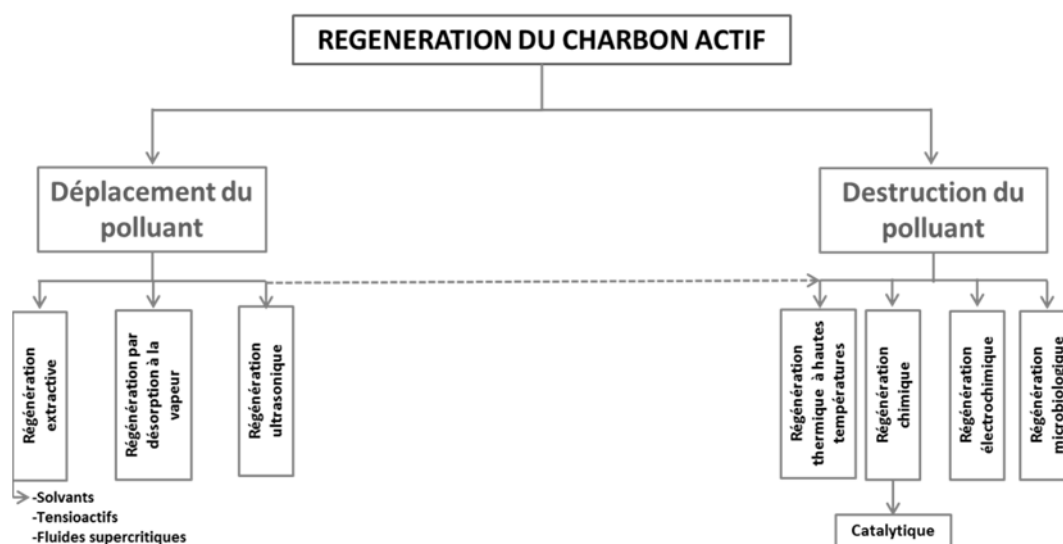 REGENERATION DU CHARBON ACTIF
Déplacement du
polluant
Destruction du
polluant
Régénération
extractive
Régénération par
désorption à la
vapeur
Régénération
ultrasonique
Régénération
thermique à hautes
températures
Régénération
chimique
Régénération
électrochimique
Régénération
microbiologique
-Solvants
-Tensioactifs
-Fluides supercritiques
Catalytique